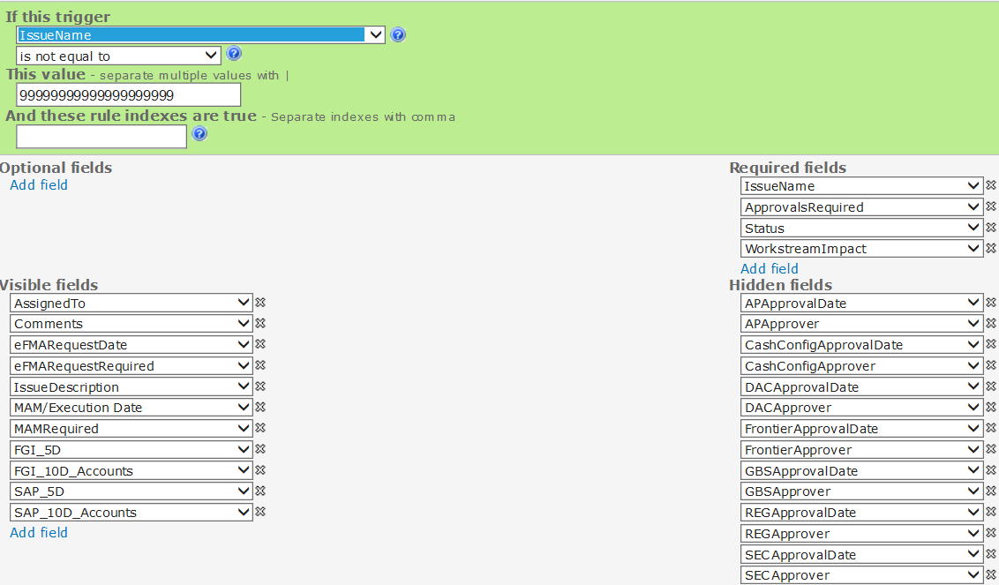 If this trigger
IssueName
is not equal to
This value - separate multiple values with |
99999999999999999999
And these rule indexes are true - Separate indexes with comma
Optional fields
Add field
Required fields
IssueName
ApprovalsRequired
Status
WorkstreamImpact
Add field
Visible fields
AssignedTo
Comments
eFMARequestDate
eFMARequestRequired
IssueDescription
MAM/Execution Date
MAMRequired
FGI_5D
FGI_10D_Accounts
SAP_5D
SAP_10D_Accounts
Add field
Hidden fields
APApprovalDate
APApprover
CashConfigApprovalDate
CashConfigApprover
DACApprovalDate
DACApprover
FrontierApprovalDate
FrontierApprover
GBSApprovalDate
GBSApprover
REGApprovalDate
REGApprover
SECApprovalDate
SECApprover